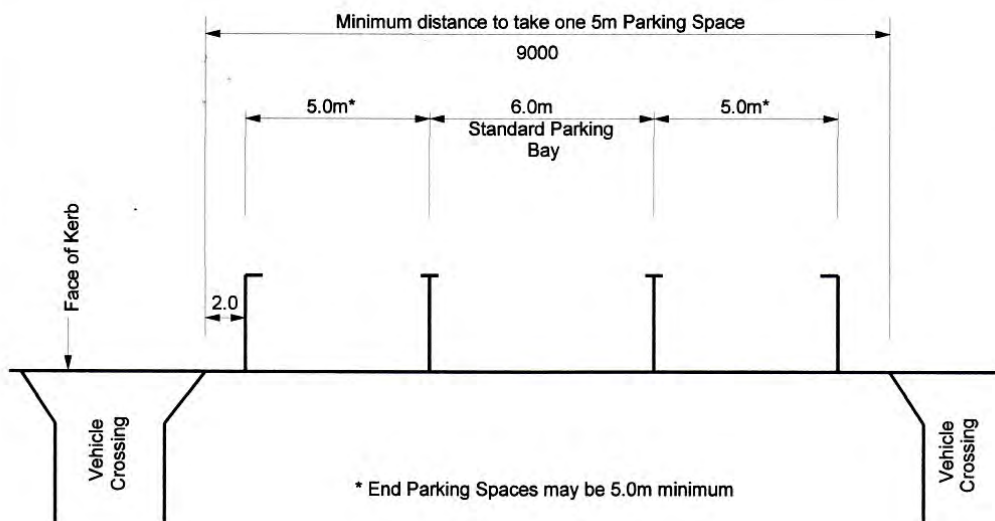 Minimum distance to take one 5m Parking Space
9000
5.0m*
6.0m
5.0m*
Standard Parking
Bay
Face of Kerb
2.0
Vehicle
Crossing
Vehicle
Crossing
* End Parking Spaces may be 5.0m minimum